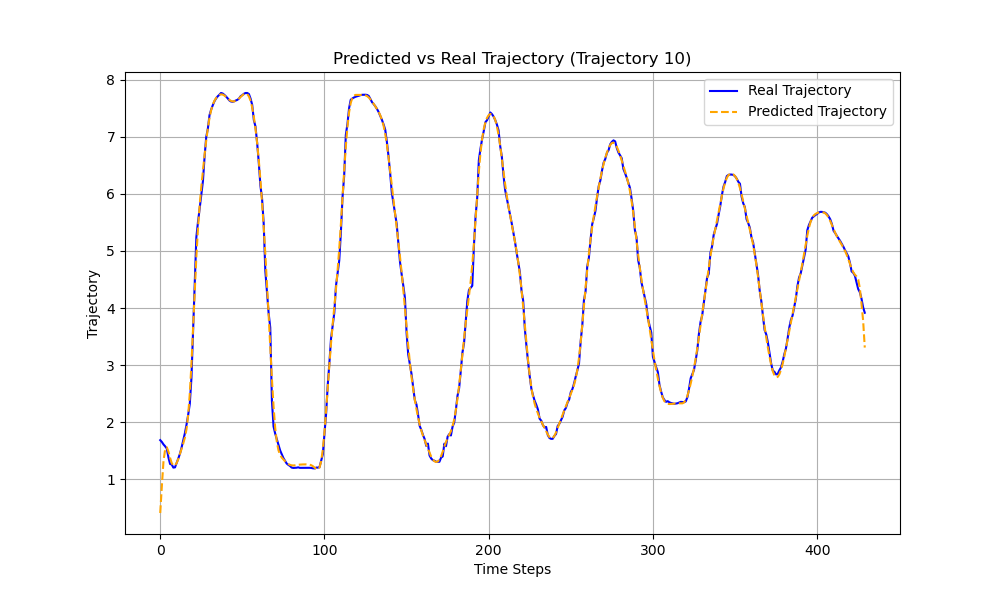 Predicted vs Real Trajectory (Trajectory 10)
Real Trajectory
Predicted Trajectory
Trajectory
8
7
6
5
4
3
2
1
0
100
200
300
400
Time Steps